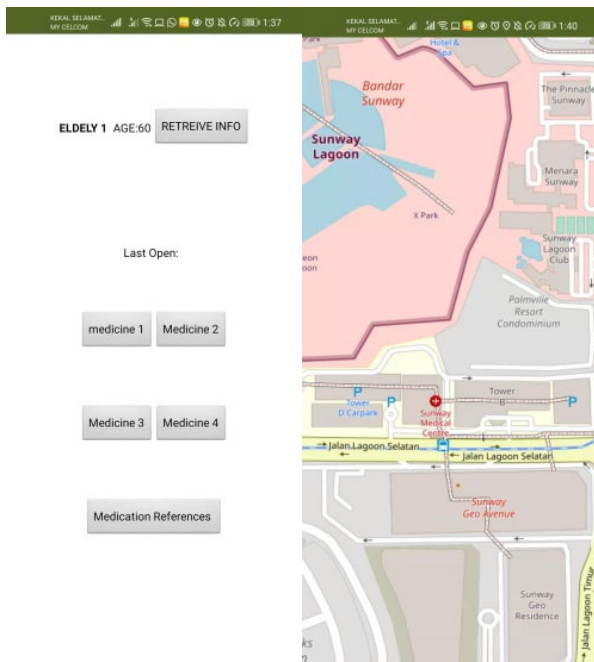 KEKAL SELAMAT..
MY CELCOM
1:37
ELDELY 1 AGE:60 RETREIVE INFO
Last Open:
medicine 1 Medicine 2
Medicine 3 Medicine 4
Medication References
KEKAL SELAMAT..
MY CELCOM
1:40
Hotel &
Spa
Bandar
Sunway
The Pinnacle
Sunway
Sunway
Lagoon
Menara
Sunway
X Park
Sunway
Lagoon
Club
Palmville
Resort
Condominium
P
Tower
D Carpark
P
Sunway
Medical
Centre
Tower
B
P
Jalan Lagoon Selatan
Jalan Lagoon Selatan
Sunway
Geo Avenue
Sunway
Geo
Residence
Jalan Lagoon Timur